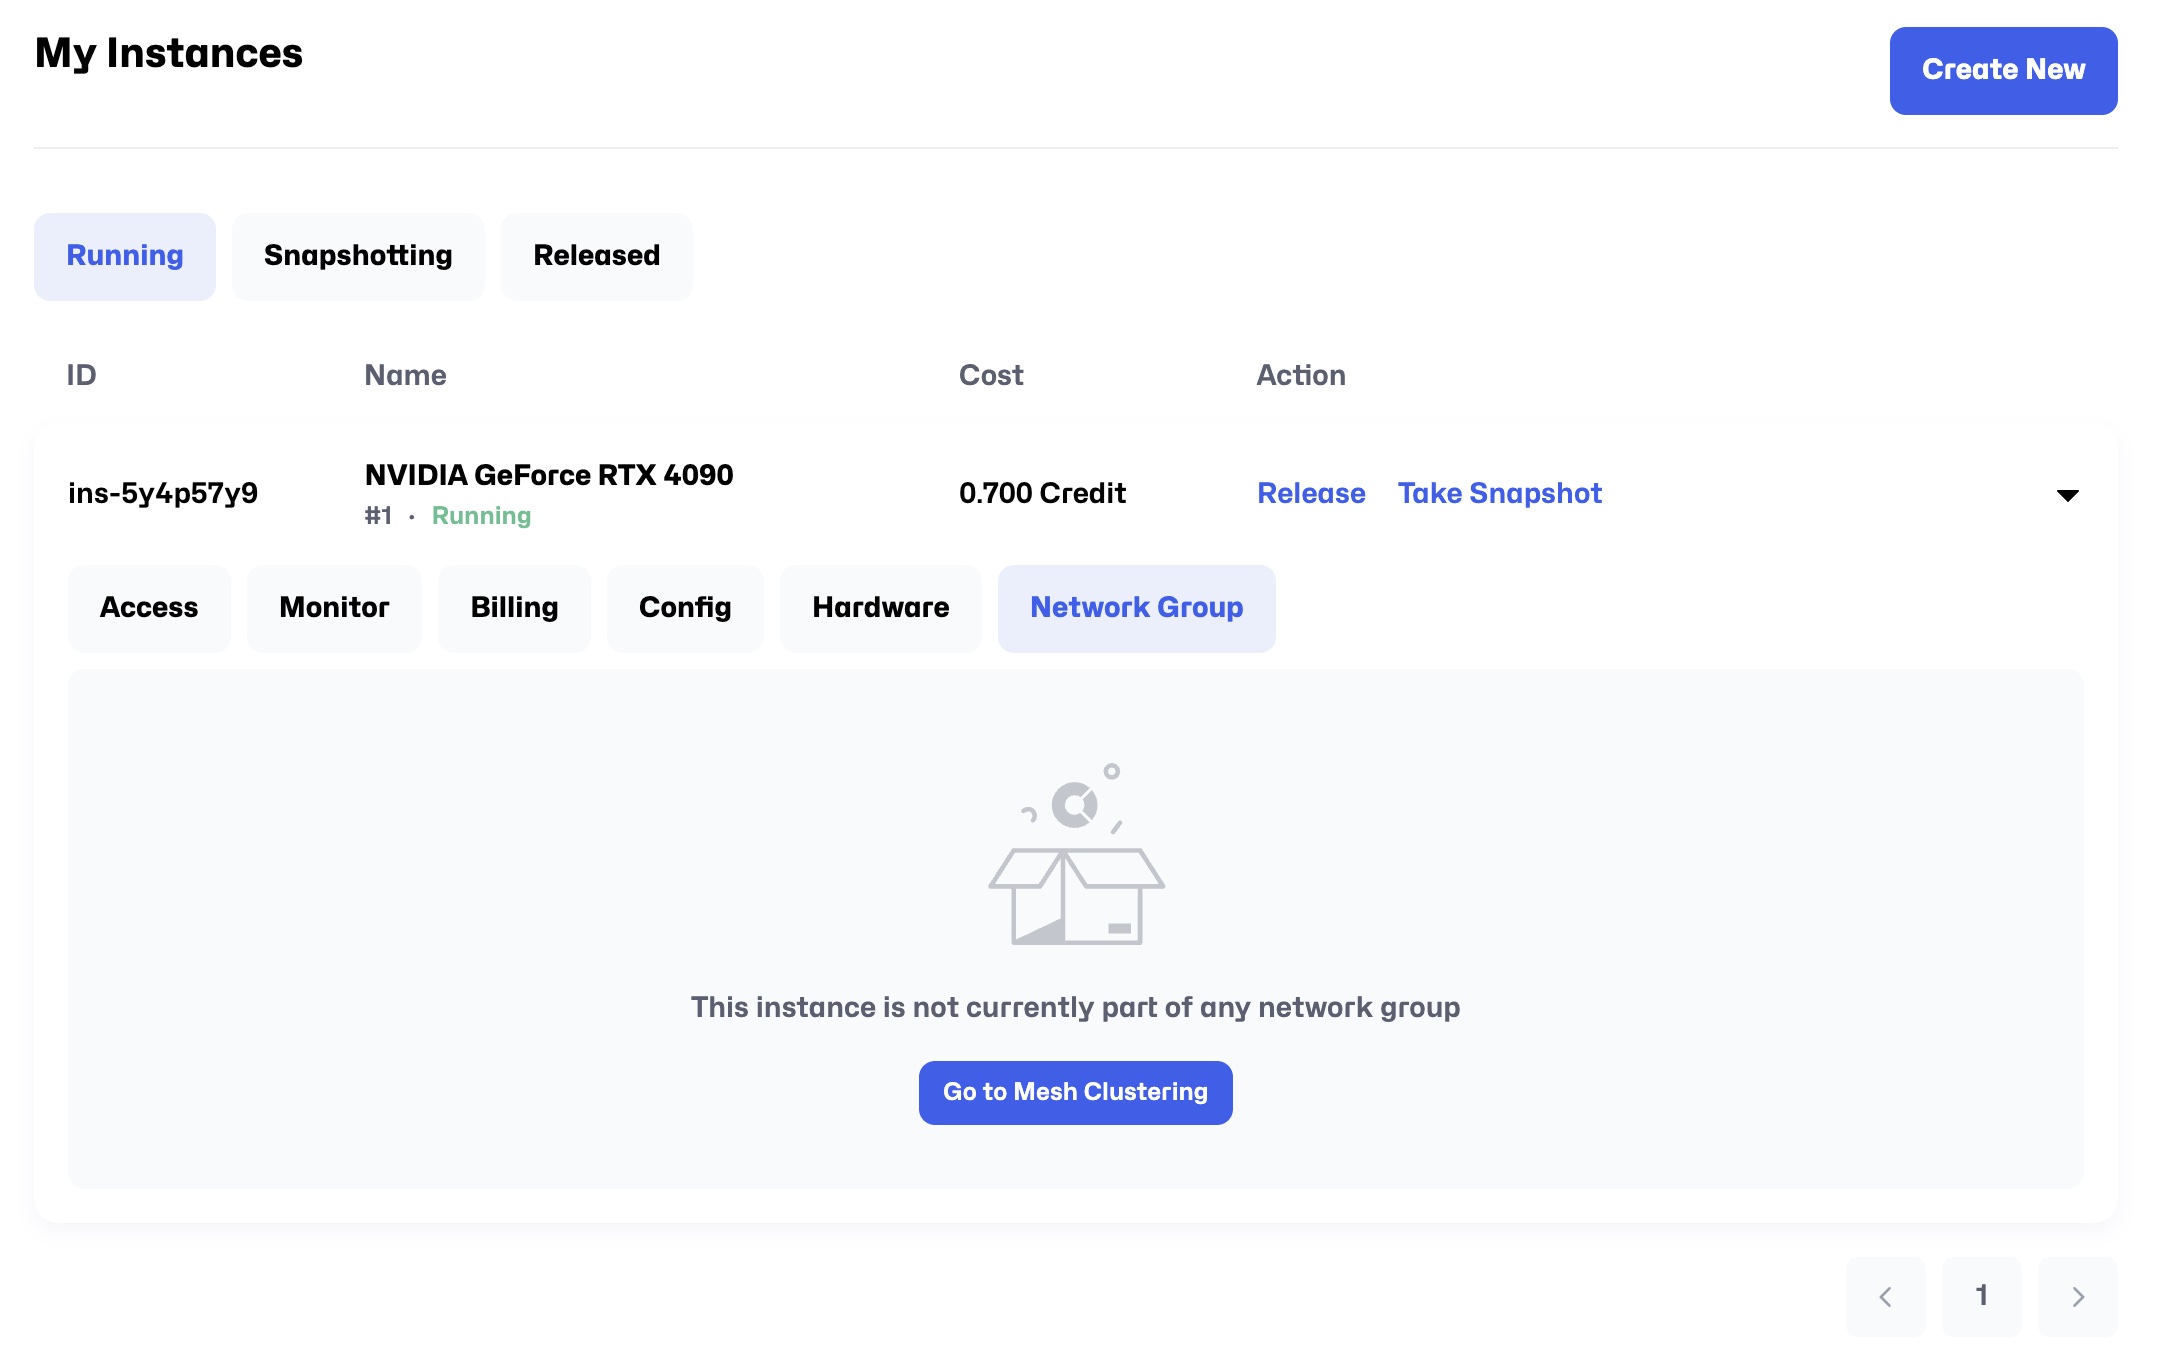 My Instances
Create New
Running Snapshotting Released
ID Name Cost Action
ins-5y4p57y9 NVIDIA GeForce RTX 4090 0.700 Credit Release Take Snapshot
#1 · Running
Access Monitor Billing Config Hardware Network Group
This instance is not currently part of any network group
Go to Mesh Clustering
1